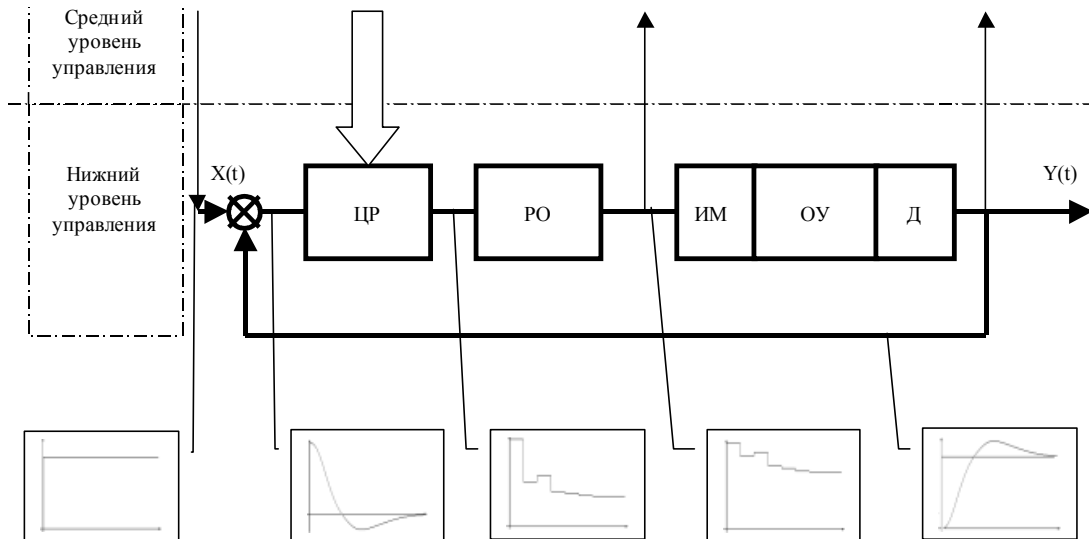 Средний
уровень
управления
Нижний
уровень
управления
X(t)
ЦР
РО
ИМ
ОУ
Д
Y(t)